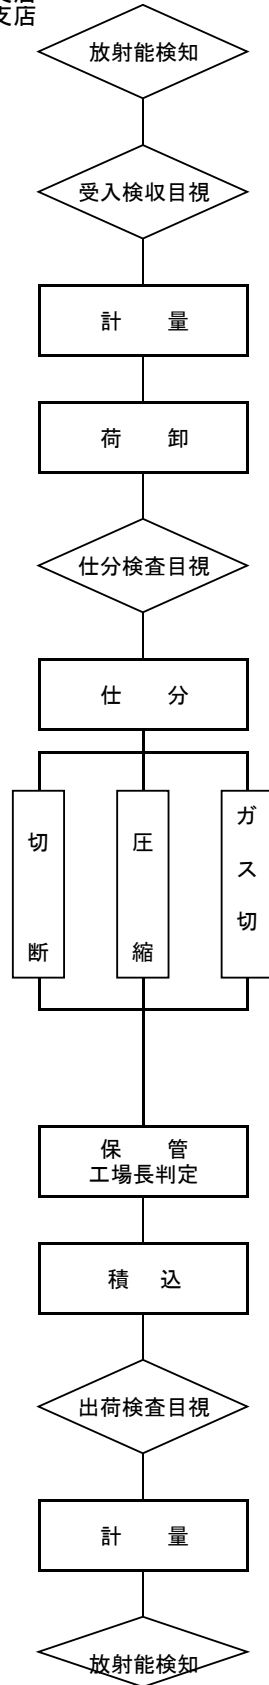 支店
放射能検知
受入検収目視
計　量
荷　卸
仕分検査目視
仕　分
切断
圧縮
ガス切
保　管
工場長判定
積　込
出荷検査目視
計　量
放射能検知